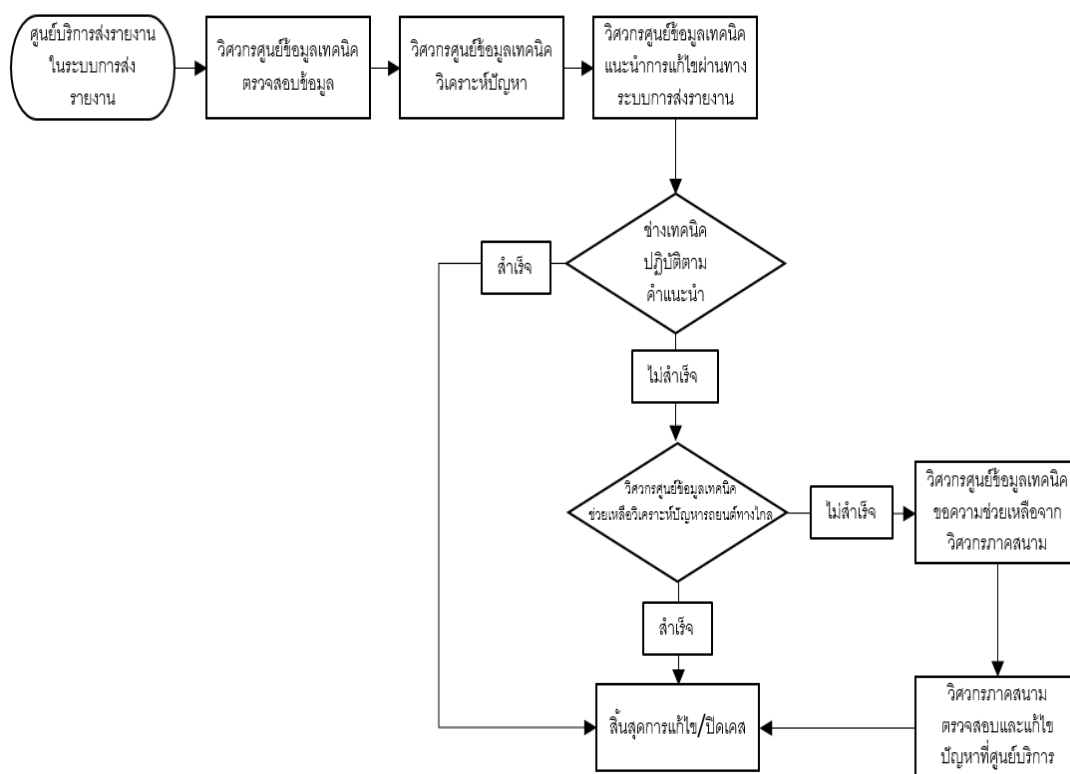 ศูนย์บริการส่งรายงาน
ในระบบการส่ง
รายงาน
วิศวกรศูนย์ข้อมูลเทคนิค
ตรวจสอบข้อมูล
วิศวกรศูนย์ข้อมูลเทคนิค
วิเคราะห์ปัญหา
วิศวกรศูนย์ข้อมูลเทคนิค
แนะนำการแก้ไขผ่านทาง
ระบบการส่งรายงาน
ช่างเทคนิค
ปฏิบัติตาม
คำแนะนำ
สำเร็จ
ไม่สำเร็จ
วิศวกรศูนย์ข้อมูลเทคนิค
ช่วยเหลือวิเคราะห์ปัญหารถยนต์ทางไกล
ไม่สำเร็จ
วิศวกรศูนย์ข้อมูลเทคนิค
ขอความช่วยเหลือจาก
วิศวกรภาคสนาม
สำเร็จ
สิ้นสุดการแก้ไข/ปิดเคส
วิศวกรภาคสนาม
ตรวจสอบและแก้ไข
ปัญหาที่ศูนย์บริการ